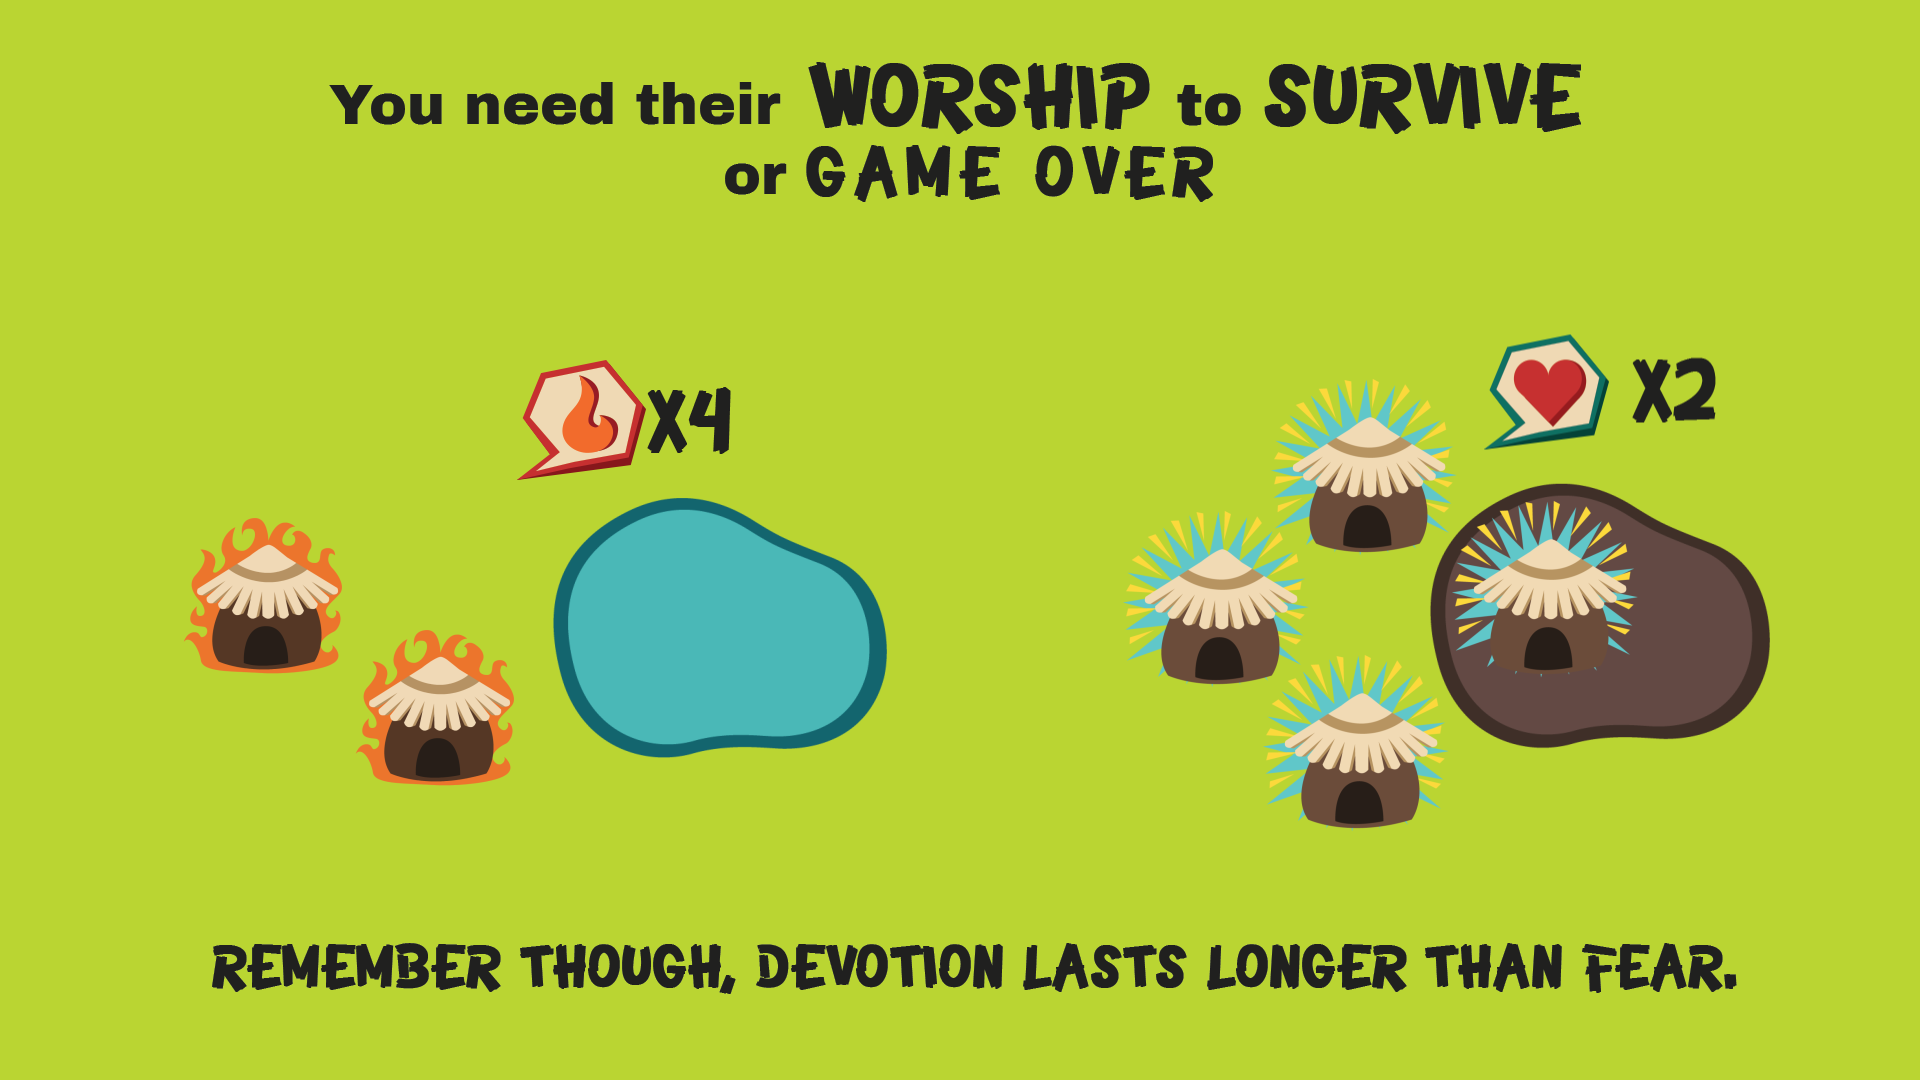 You need their WORSHIP to SURVIVE
or GAME OVER
X4
X2
REMEMBER THOUGH, DEVOTION LASTS LONGER THAN FEAR.